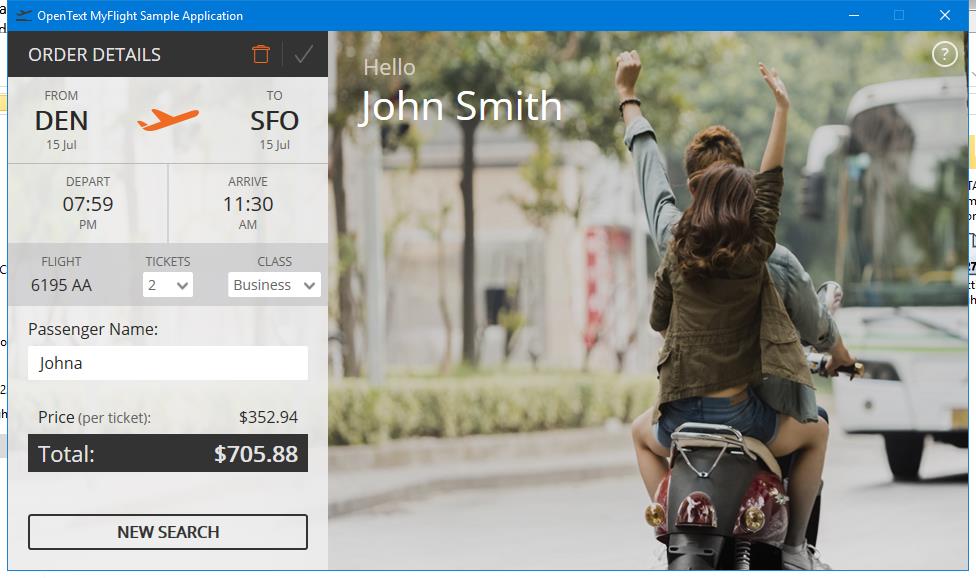 OpenText MyFlight Sample Application
ORDER DETAILS
Hello
John Smith
?
FROM
TO
DEN
SFO
15 Jul
15 Jul
DEPART
ARRIVE
07:59
11:30
PM
AM
FLIGHT
TICKETS
CLASS
6195 AA
2
Business
Passenger Name:
Johna
Price (per ticket):
$352.94
Total:
$705.88
NEW SEARCH